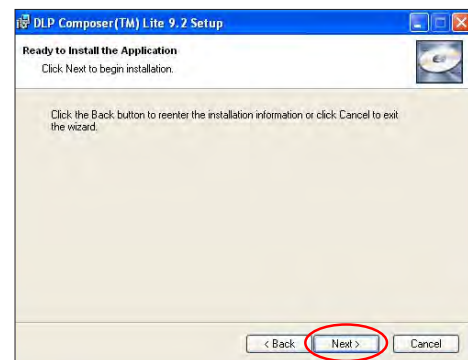 DLP Composer(TM) Lite 9.2 Setup
Ready to Install the Application
Click Next to begin installation.
Click the Back button to reenter the installation information or click Cancel to exit
the wizard.
< Back
Next >
Cancel